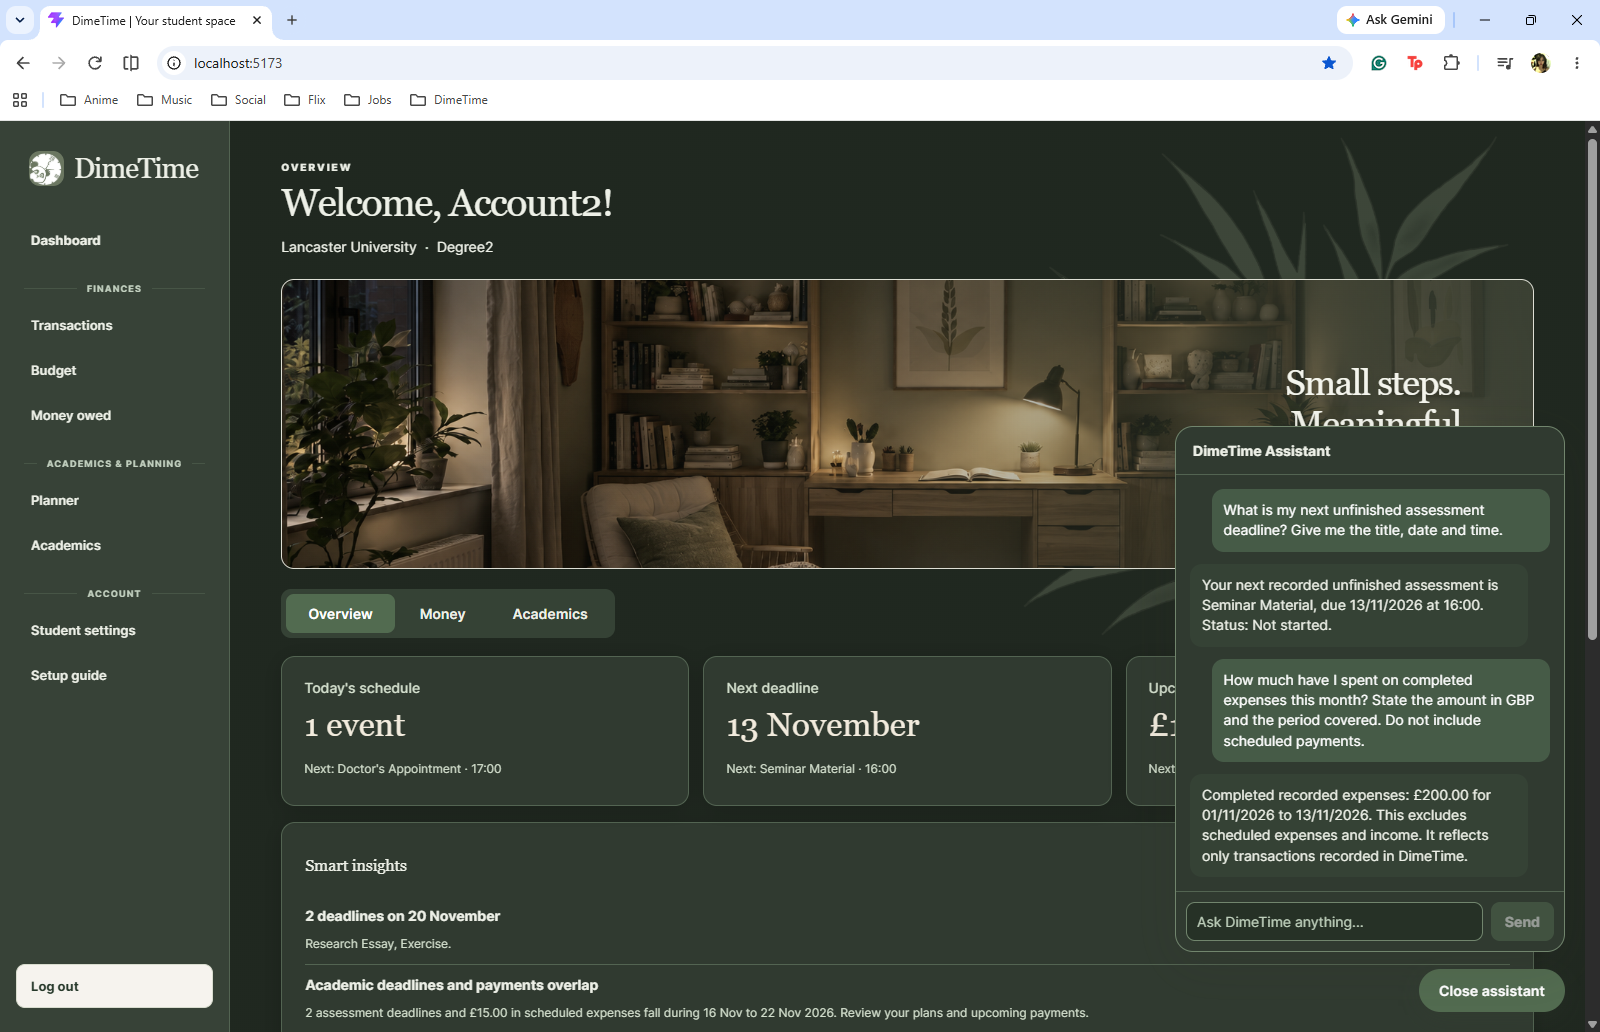 DimeTime | Your student space
Ask Gemini
localhost:5173
Anime
Music
Social
Flix
Jobs
DimeTime
DimeTime
Dashboard
FINANCES
Transactions
Budget
Money owed
ACADEMICS & PLANNING
Planner
Academics
ACCOUNT
Student settings
Setup guide
Log out
OVERVIEW
Welcome, Account2!
Lancaster University · Degree2
Small steps.
Meaningful
Overview
Money
Academics
Today's schedule
1 event
Next: Doctor's Appointment · 17:00
Next deadline
13 November
Next: Seminar Material · 16:00
Next
Smart insights
2 deadlines on 20 November
Research Essay, Exercise.
Academic deadlines and payments overlap
2 assessment deadlines and £15.00 in scheduled expenses fall during 16 Nov to 22 Nov 2026. Review your plans and upcoming payments.
DimeTime Assistant
What is my next unfinished assessment
deadline? Give me the title, date and time.
Your next recorded unfinished assessment is
Seminar Material, due 13/11/2026 at 16:00.
Status: Not started.
How much have I spent on completed
expenses this month? State the amount in GBP
and the period covered. Do not include
scheduled payments.
Completed recorded expenses: £200.00 for
01/11/2026 to 13/11/2026. This excludes
scheduled expenses and income. It reflects
only transactions recorded in DimeTime.
Ask DimeTime anything...
Send
Close assistant